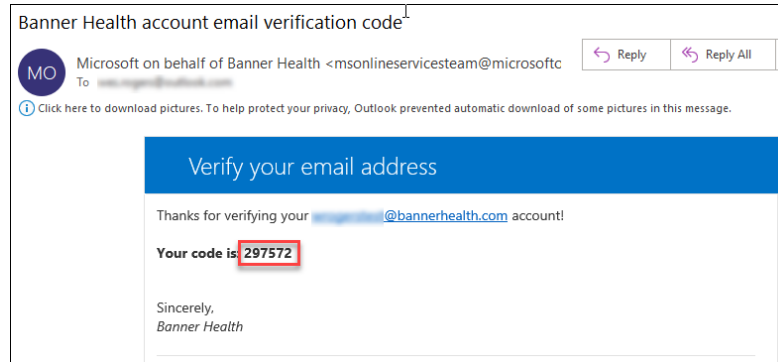 Banner Health account email verification code
MO
Microsoft on behalf of Banner Health <msonlineservicesteam@microsoftc
Reply
Reply All
To
Click here to download pictures. To help protect your privacy, Outlook prevented automatic download of some pictures in this message.
Verify your email address
Thanks for verifying your @bannerhealth.com account!
Your code is: 297572
Sincerely,
Banner Health